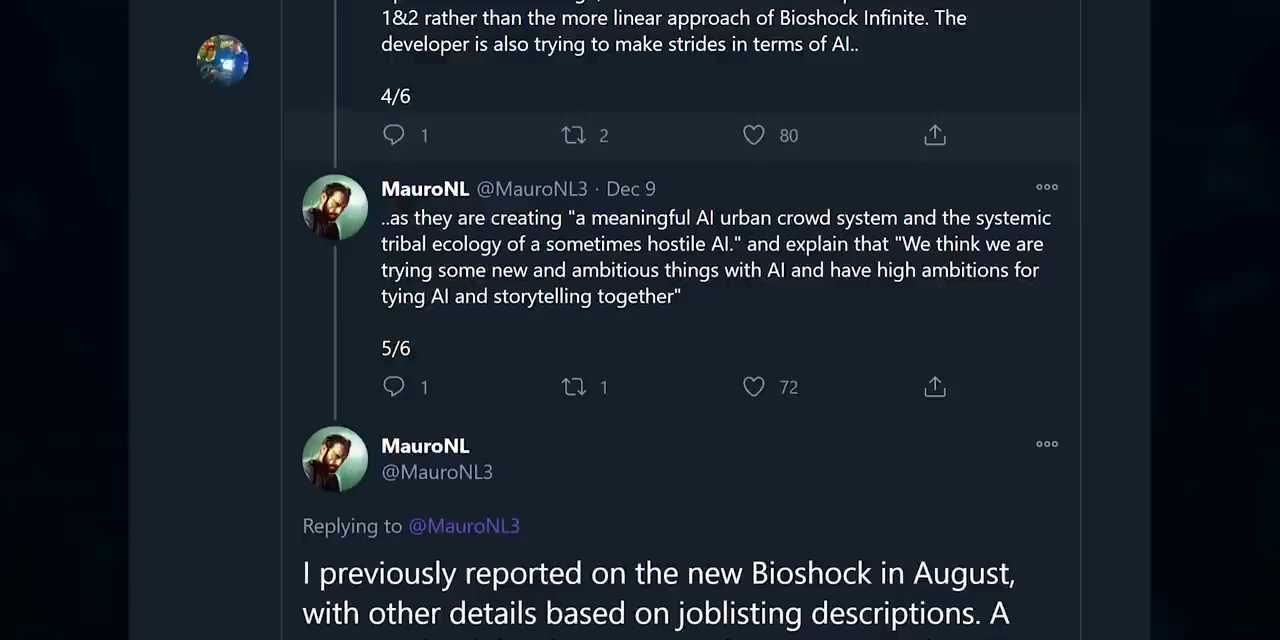 1&2 rather than the more linear approach of Bioshock Infinite. The
developer is also trying to make strides in terms of AI..
4/6
1 2 80
MauroNL @MauroNL3 · Dec 9
..as they are creating "a meaningful AI urban crowd system and the systemic
tribal ecology of a sometimes hostile AI." and explain that "We think we are
trying some new and ambitious things with AI and have high ambitions for
tying AI and storytelling together"
5/6
1 1 72
MauroNL
@MauroNL3
Replying to @MauroNL3
I previously reported on the new Bioshock in August,
with other details based on joblisting descriptions. A